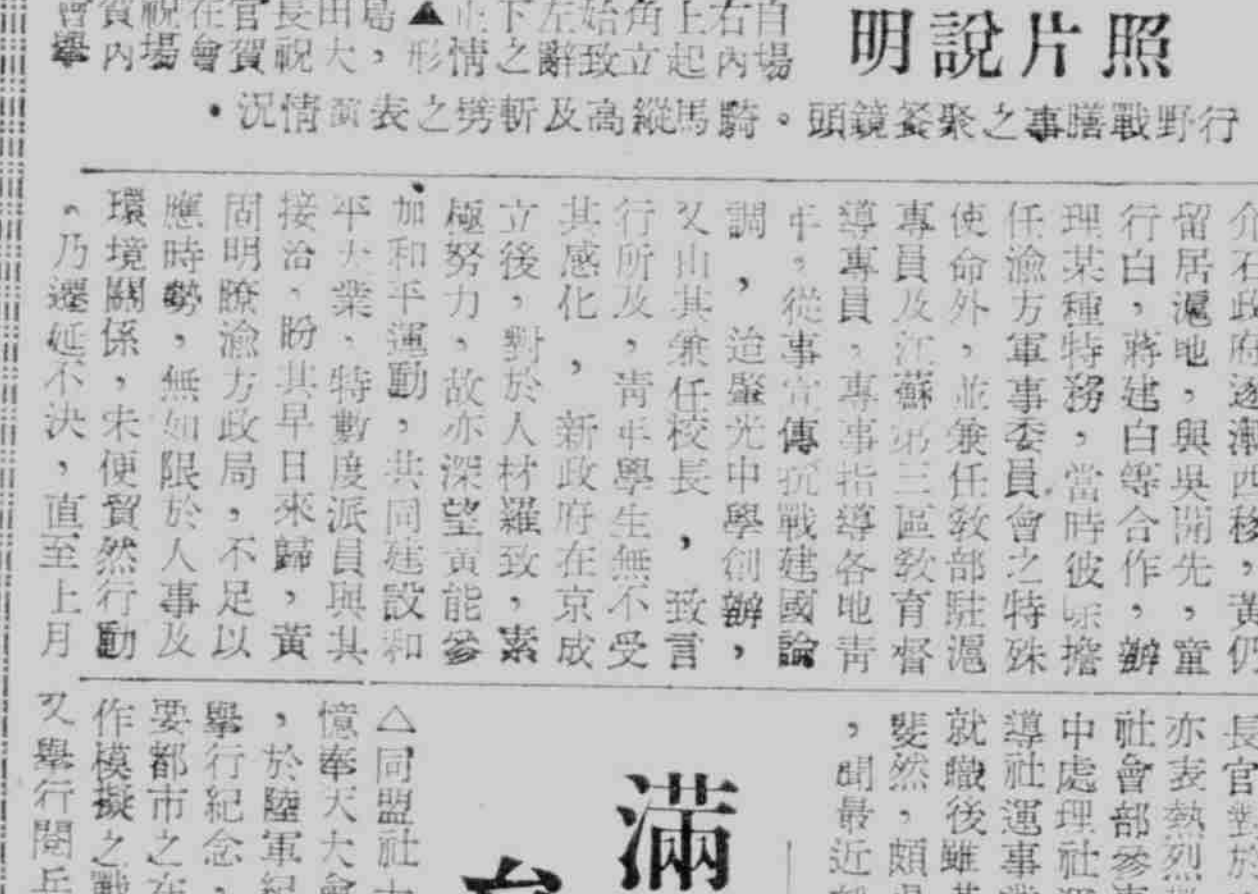 照片說明
自右上角始左下止
場內起立致辭之情形
，大田島
祝賀會場內
行野戰膳事之聚餐鏡頭。騎馬縱高及斬劈之表演情況。
介石政府遂漸西移，黃仍
留居滬地，與吳開先，童
行白，蔣建白等合作，辦
理某種特務，當時彼除擔
任渝方軍事委員會之特殊
使命外，並兼任敎部駐滬
專員及江蘇第三區敎育督
導專員，專事指導各地靑
年，從事宣傳抗戰建國論
調，迨肇光中學創辦，
又由其兼任校長，致言
行所及，靑年學生無不受
其感化，新政府在京成
立後，對於人材羅致，素
極努力，故亦深望黃能參
加和平運動，共同建設和
平大業，特數度派員與其
接洽，盼其早日來歸，黃
固明瞭渝方政局，不足以
應時勢，無如限於人事及
環境關係，未便貿然行動
，乃遷延不決，直至上月
長官對於
亦表熱烈
社會部參
中處理社
導社運事業
就職後雖
斐然，頗
，聞最近
滿
△同盟社
憶奉天大會
，於陸軍紀
舉行紀念，
要都市之
作模擬之戰
又舉行閱兵